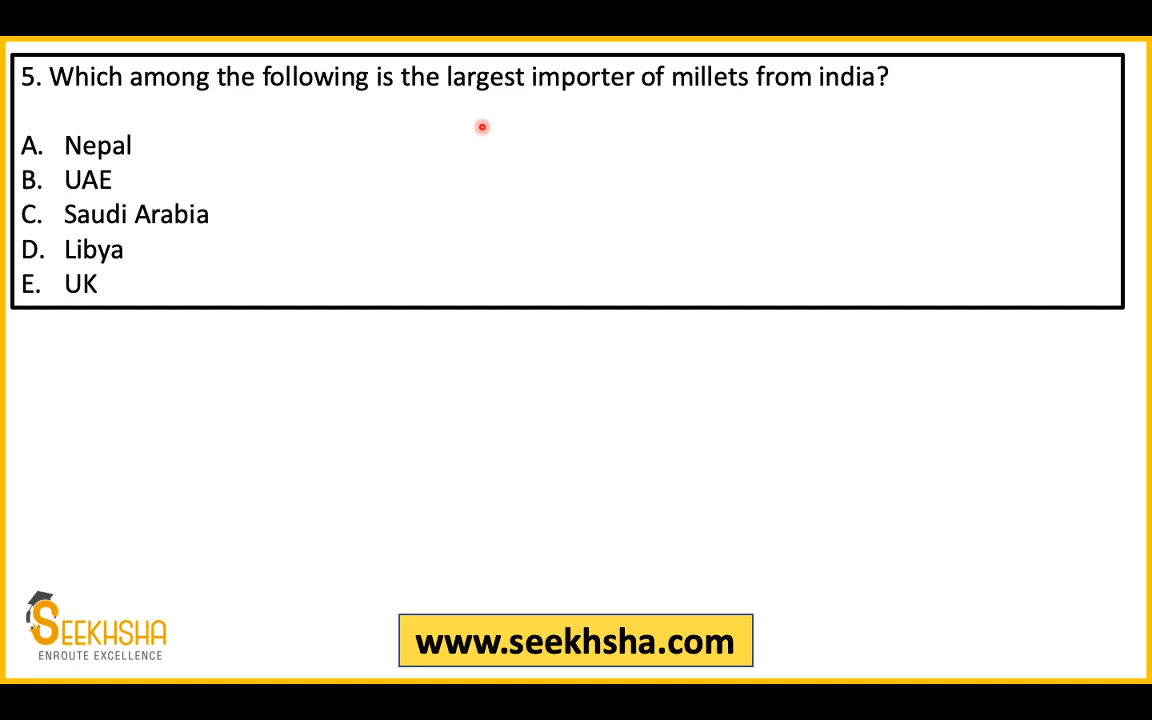 5. Which among the following is the largest importer of millets from india?
A. Nepal
B. UAE
C. Saudi Arabia
D. Libya
E. UK
SEEKHSHA
ENROUTE EXCELLENCE
www.seekhsha.com